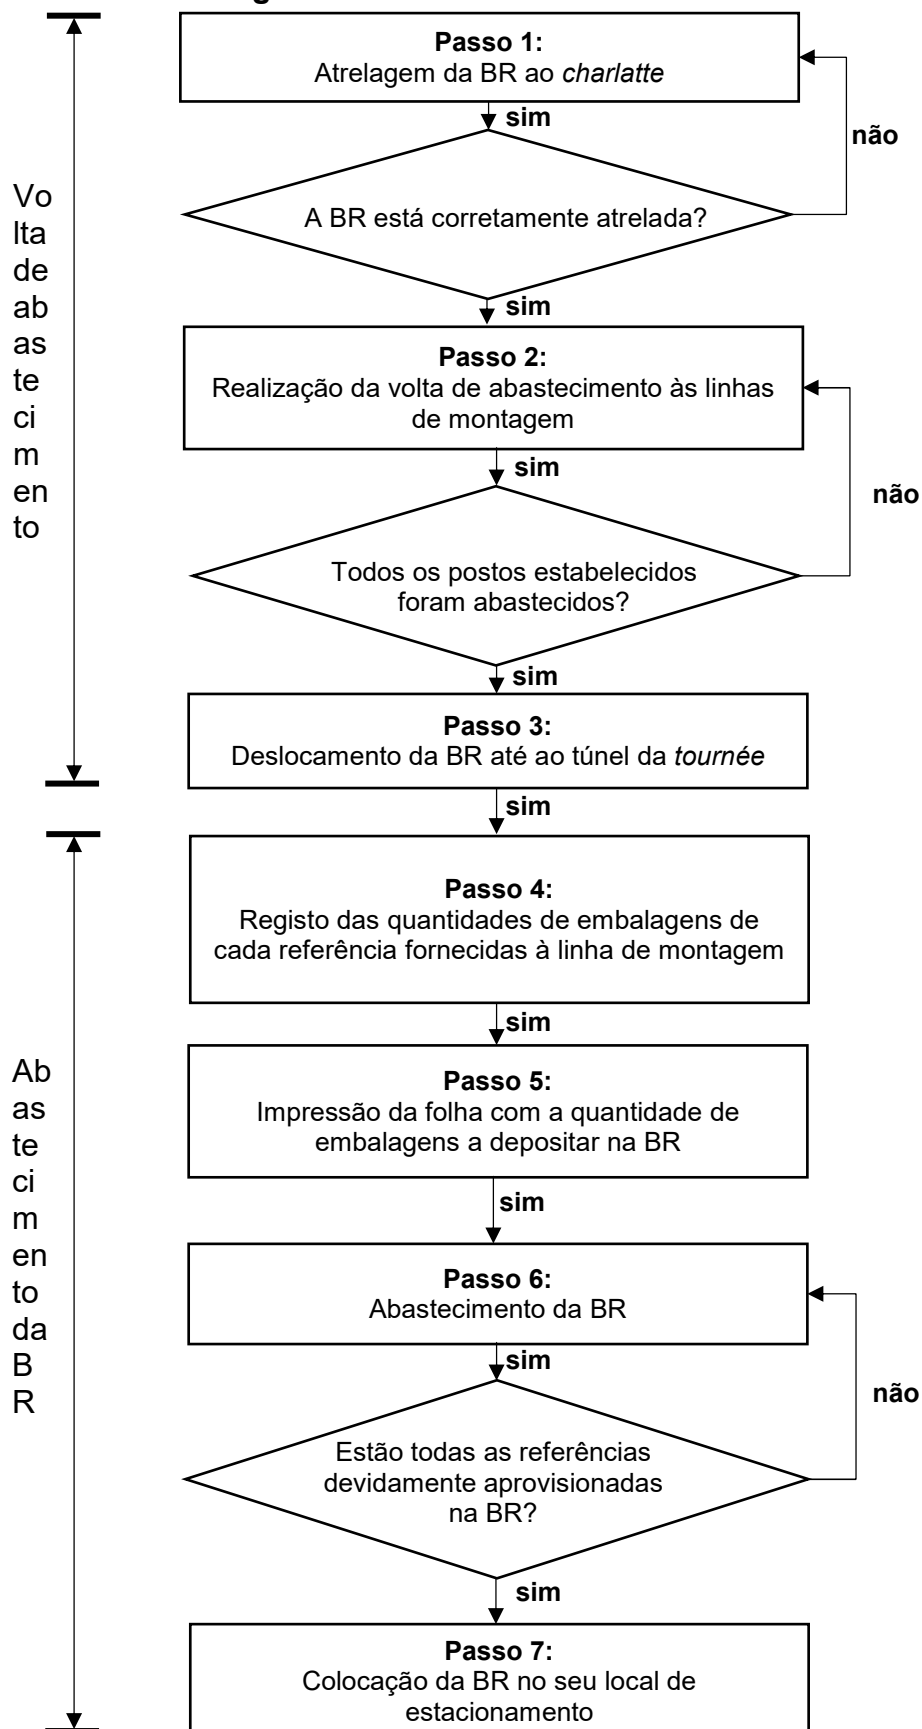 Passo 1:
Atrelagem da BR ao charlatte
sim
não
A BR está corretamente atrelada?
sim
Passo 2:
Realização da volta de abastecimento às linhas
de montagem
sim
não
Todos os postos estabelecidos
foram abastecidos?
sim
Passo 3:
Deslocamento da BR até ao túnel da tournée
Vo
lta
de
ab
as
te
ci
m
en
to
sim
Passo 4:
Registo das quantidades de embalagens de
cada referência fornecidas à linha de montagem
sim
Passo 5:
Impressão da folha com a quantidade de
embalagens a depositar na BR
sim
Passo 6:
Abastecimento da BR
sim
não
Estão todas as referências
devidamente aprovisionadas
na BR?
sim
Passo 7:
Colocação da BR no seu local de
estacionamento
Ab
as
te
ci
m
en
to
da
B
R